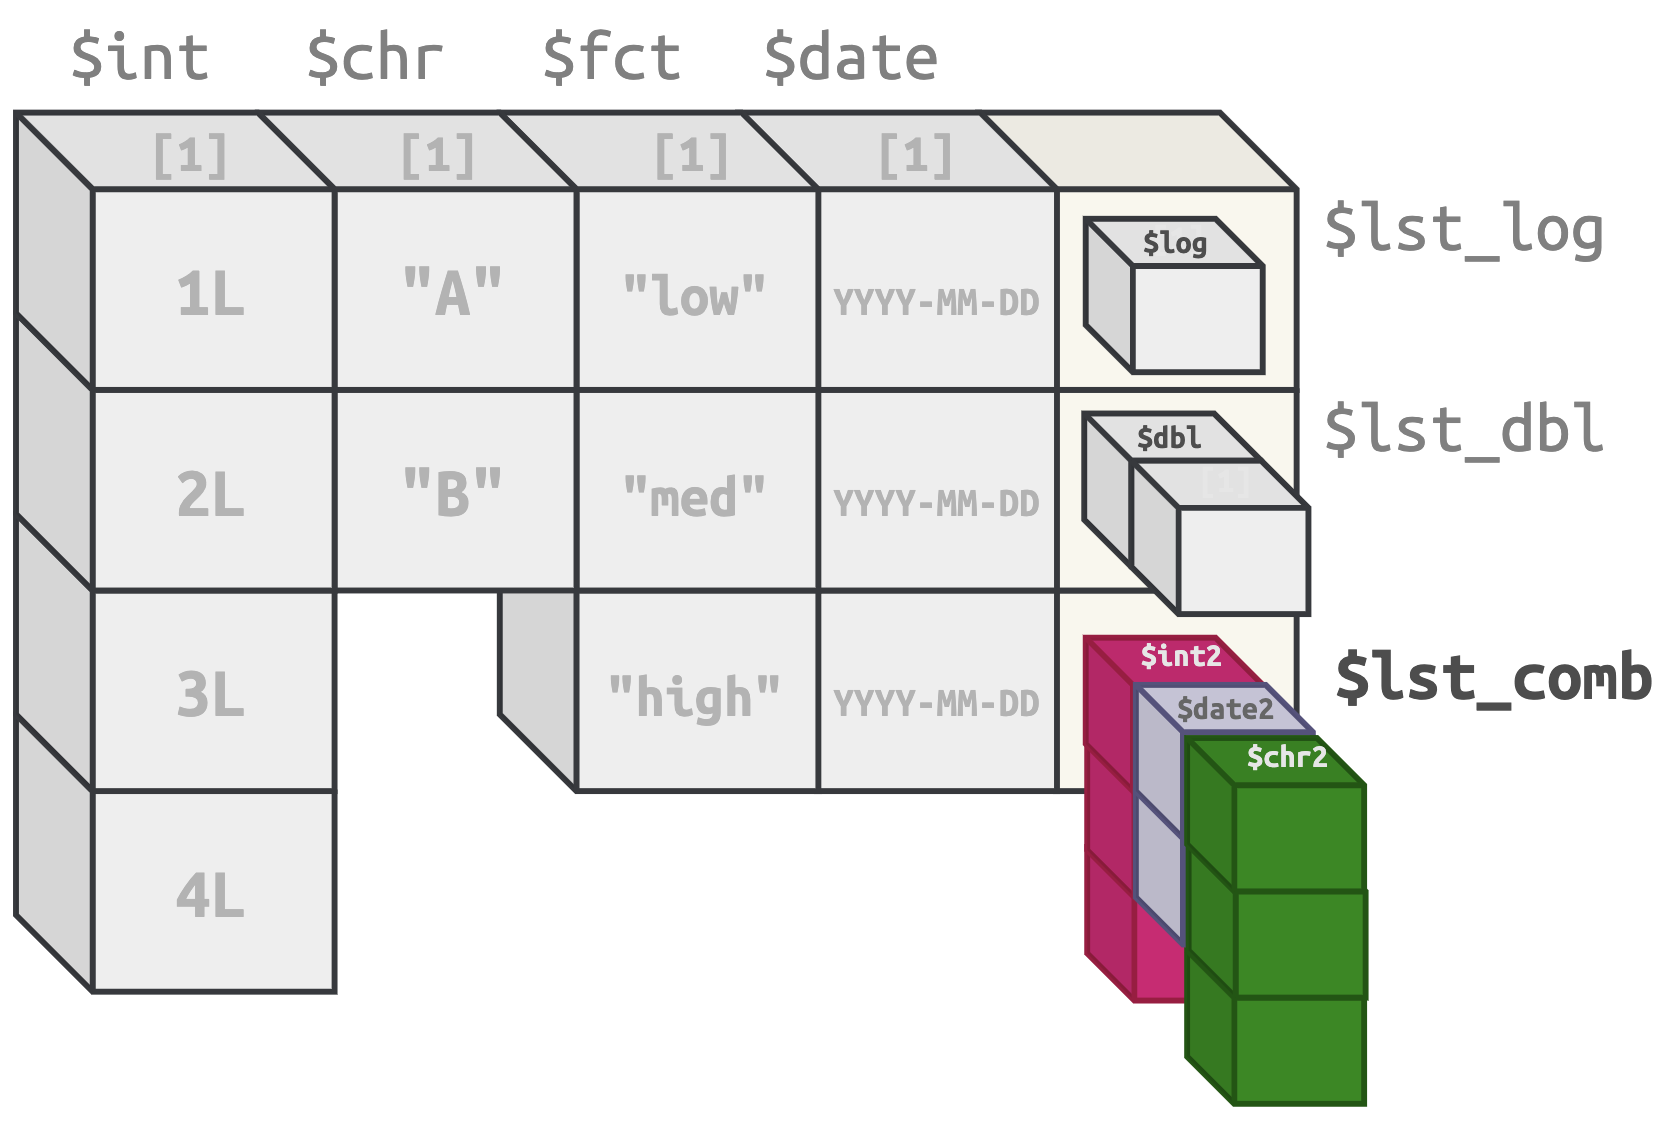 $int $chr $fct $date
[1] [1] [1] [1]
$lst_log
$log
1L "A" "low" YYYY-MM-DD
$lst_dbl
$dbl
[1]
2L "B" "med" YYYY-MM-DD
$int2
$lst_comb
3L "high" YYYY-MM-DD
$date2
$chr2
4L